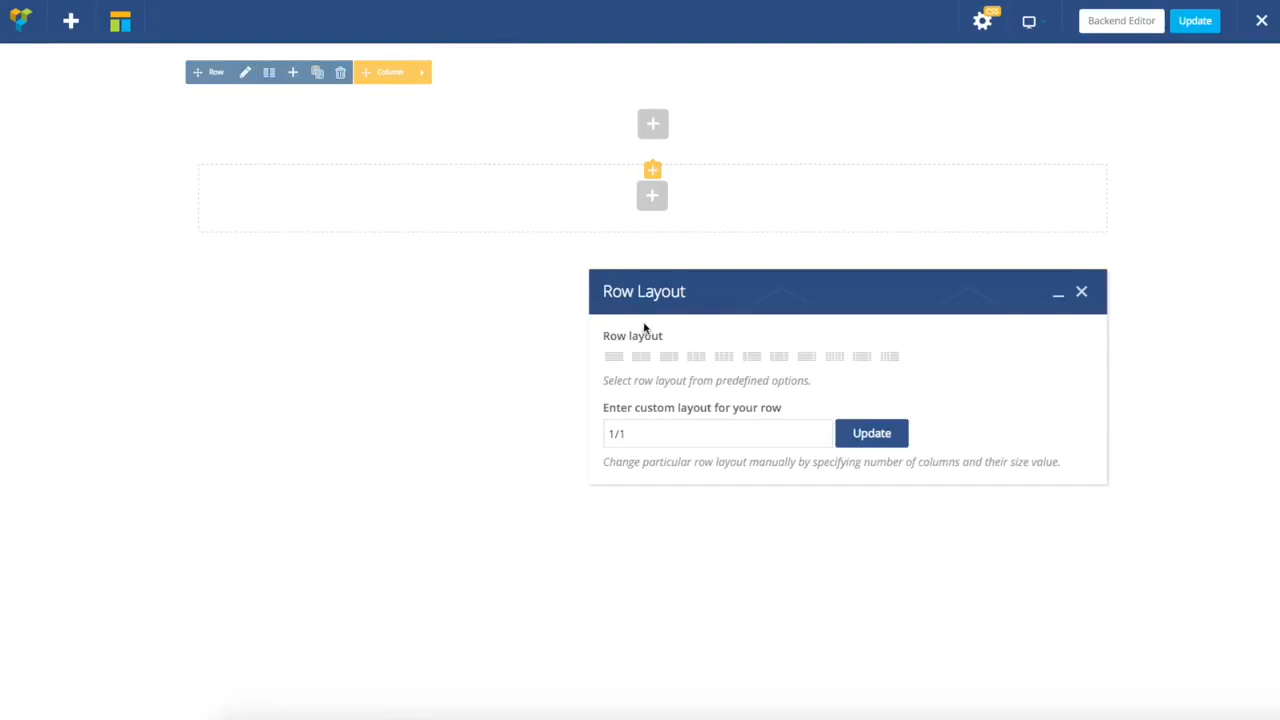 CSS
Backend Editor
Update
Row
Column
Row Layout
Row layout
Select row layout from predefined options.
Enter custom layout for your row
1/1
Update
Change particular row layout manually by specifying number of columns and their size value.